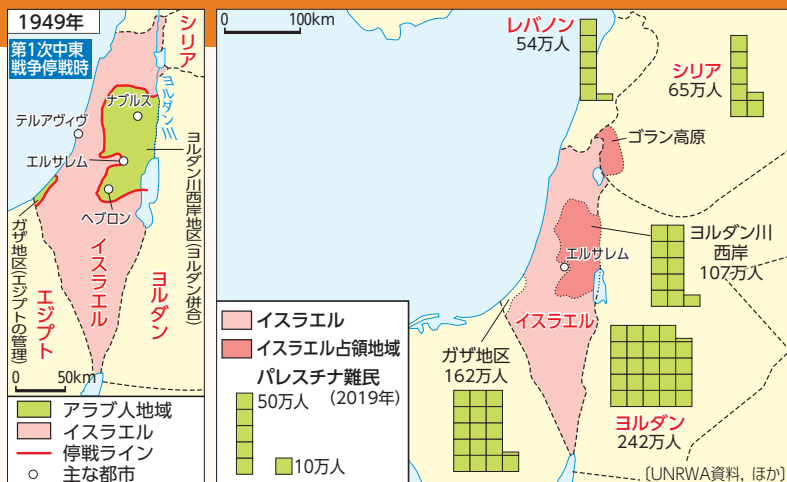 1949年
第1次中東
戦争停戦時
シリア
ヨルダン川
ナブルス
テルアヴィヴ
エルサレム
ヘブロン
ヨルダン川西岸地区(ヨルダン併合)
ガザ地区(エジプトの管理)
イスラエル
ヨルダン
エジプト
0 50km
アラブ人地域
イスラエル
停戦ライン
主な都市
0 100km
レバノン
54万人
シリア
65万人
ゴラン高原
ヨルダン川
西岸
107万人
エルサレム
イスラエル
ガザ地区
162万人
ヨルダン
242万人
イスラエル
イスラエル占領地域
パレスチナ難民
(2019年)
50万人
10万人
〔UNRWA資料, ほか〕